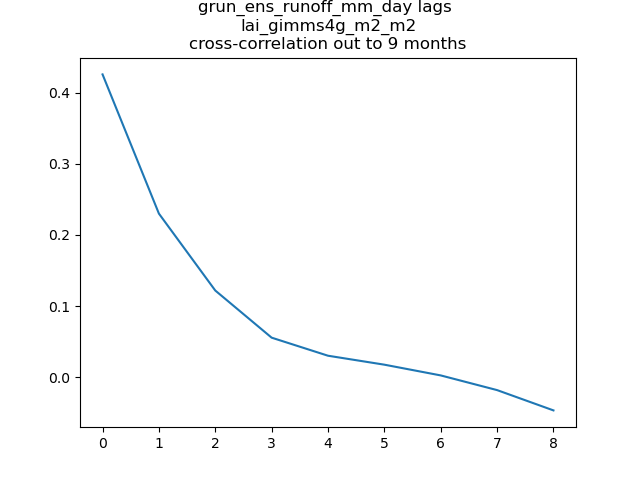 grun_ens_runoff_mm_day lags
lai_gimms4g_m2_m2
cross-correlation out to 9 months
0.4
0.3
0.2
0.1
0.0
0 1 2 3 4 5 6 7 8